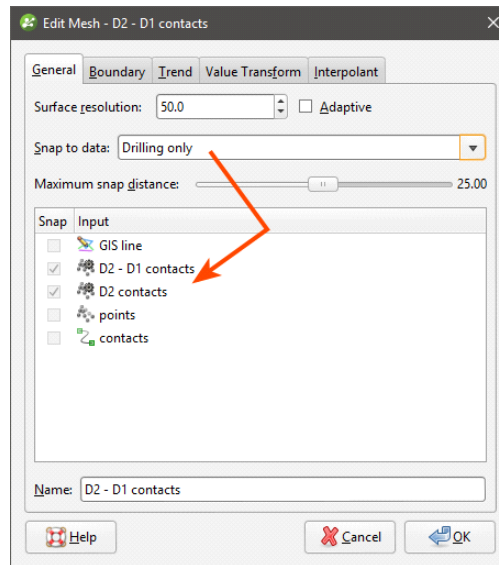 Edit Mesh - D2 - D1 contacts
General Boundary Trend Value Transform Interpolant
Surface resolution: 50.0 Adaptive
Snap to data: Drilling only
Maximum snap distance: 25.00
Snap Input
GIS line
D2 - D1 contacts
D2 contacts
points
contacts
Name: D2 - D1 contacts
Help Cancel OK